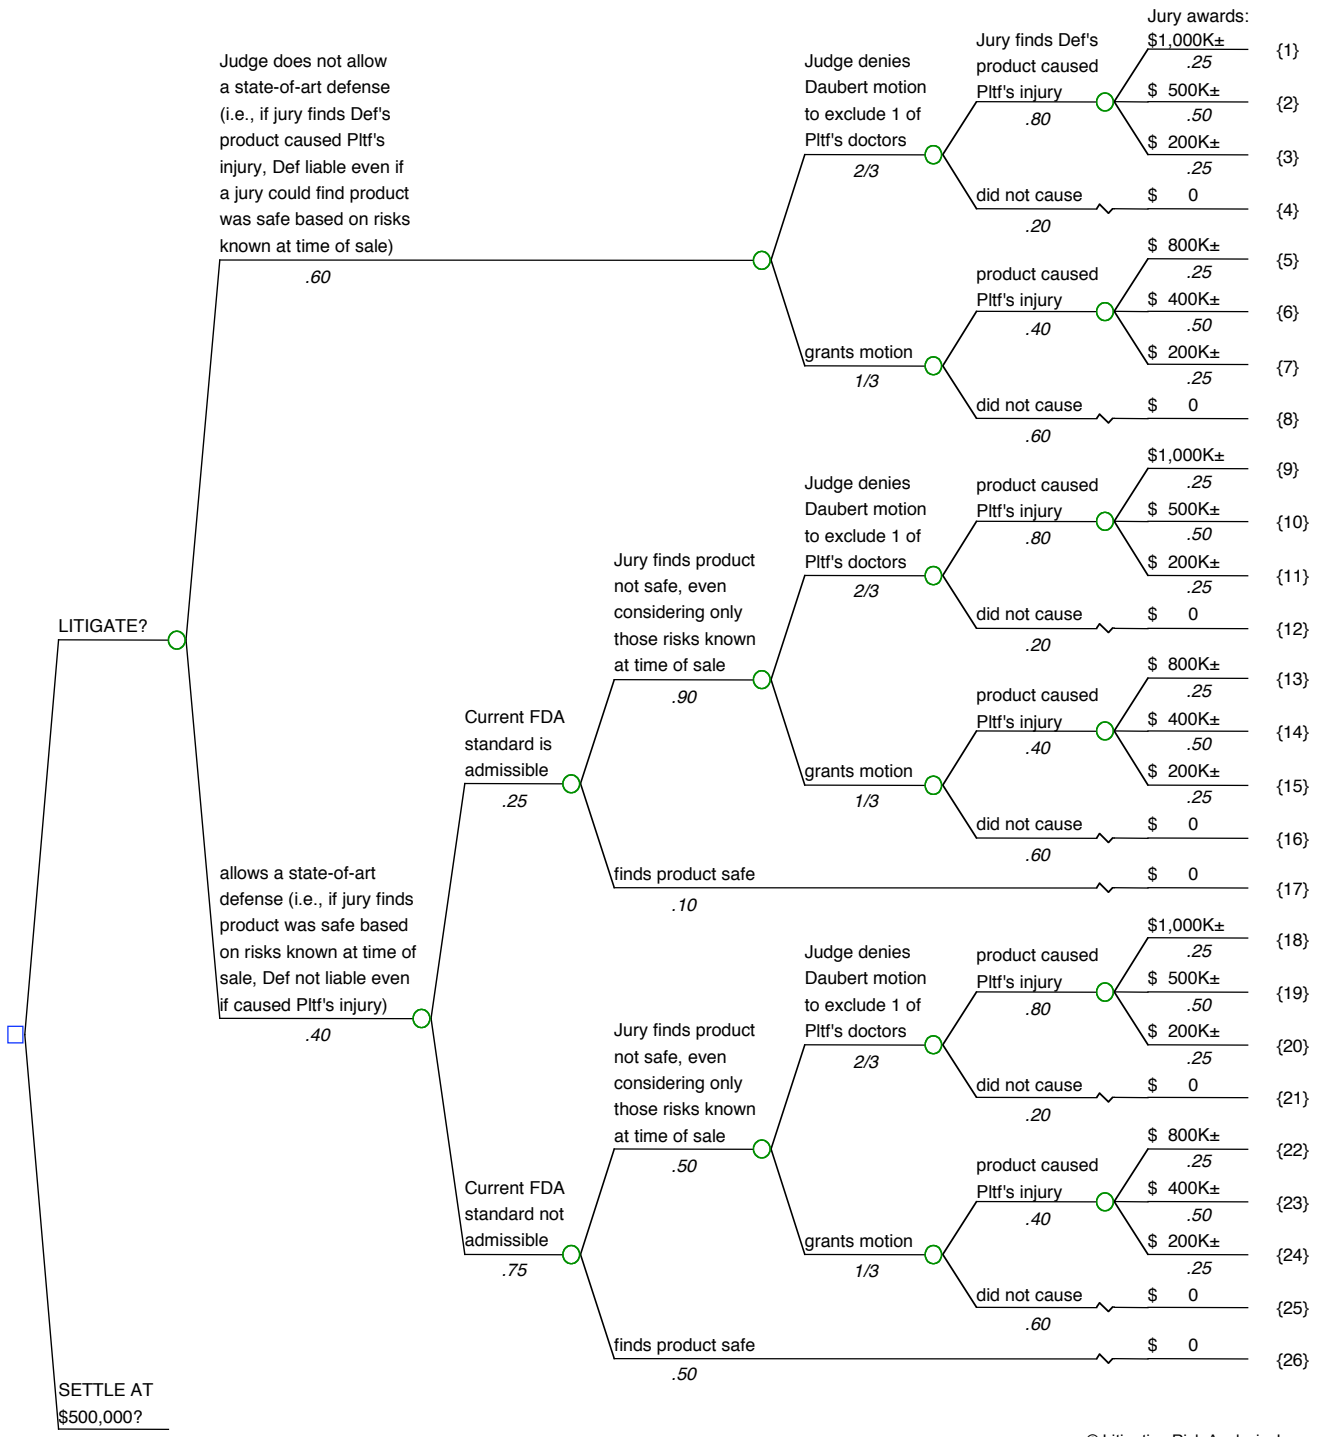 Jury awards:
Judge does not allow
a state-of-art defense
(i.e., if jury finds Def's
product caused Pltf's
injury, Def liable even if
a jury could find product
was safe based on risks
known at time of sale)
.60
Judge denies
Daubert motion
to exclude 1 of
Pltf's doctors
2/3
Jury finds Def's
product caused
Pltf's injury
.80
$1,000K± {1}
.25
$ 500K± {2}
.50
$ 200K± {3}
.25
did not cause $ 0 {4}
.20
grants motion
1/3
product caused
Pltf's injury
.40
$ 800K± {5}
.25
$ 400K± {6}
.50
$ 200K± {7}
.25
did not cause $ 0 {8}
.60
LITIGATE?
allows a state-of-art
defense (i.e., if jury finds
product was safe based
on risks known at time of
sale, Def not liable even
if caused Pltf's injury)
.40
Current FDA
standard is
admissible
.25
Jury finds product
not safe, even
considering only
those risks known
at time of sale
.90
Judge denies
Daubert motion
to exclude 1 of
Pltf's doctors
2/3
product caused
Pltf's injury
.80
$1,000K± {9}
.25
$ 500K± {10}
.50
$ 200K± {11}
.25
did not cause $ 0 {12}
.20
grants motion
1/3
product caused
Pltf's injury
.40
$ 800K± {13}
.25
$ 400K± {14}
.50
$ 200K± {15}
.25
did not cause $ 0 {16}
.60
finds product safe $ 0 {17}
.10
Current FDA
standard not
admissible
.75
Jury finds product
not safe, even
considering only
those risks known
at time of sale
.50
Judge denies
Daubert motion
to exclude 1 of
Pltf's doctors
2/3
product caused
Pltf's injury
.80
$1,000K± {18}
.25
$ 500K± {19}
.50
$ 200K± {20}
.25
did not cause $ 0 {21}
.20
grants motion
1/3
product caused
Pltf's injury
.40
$ 800K± {22}
.25
$ 400K± {23}
.50
$ 200K± {24}
.25
did not cause $ 0 {25}
.60
finds product safe $ 0 {26}
.50
SETTLE AT
$500,000?